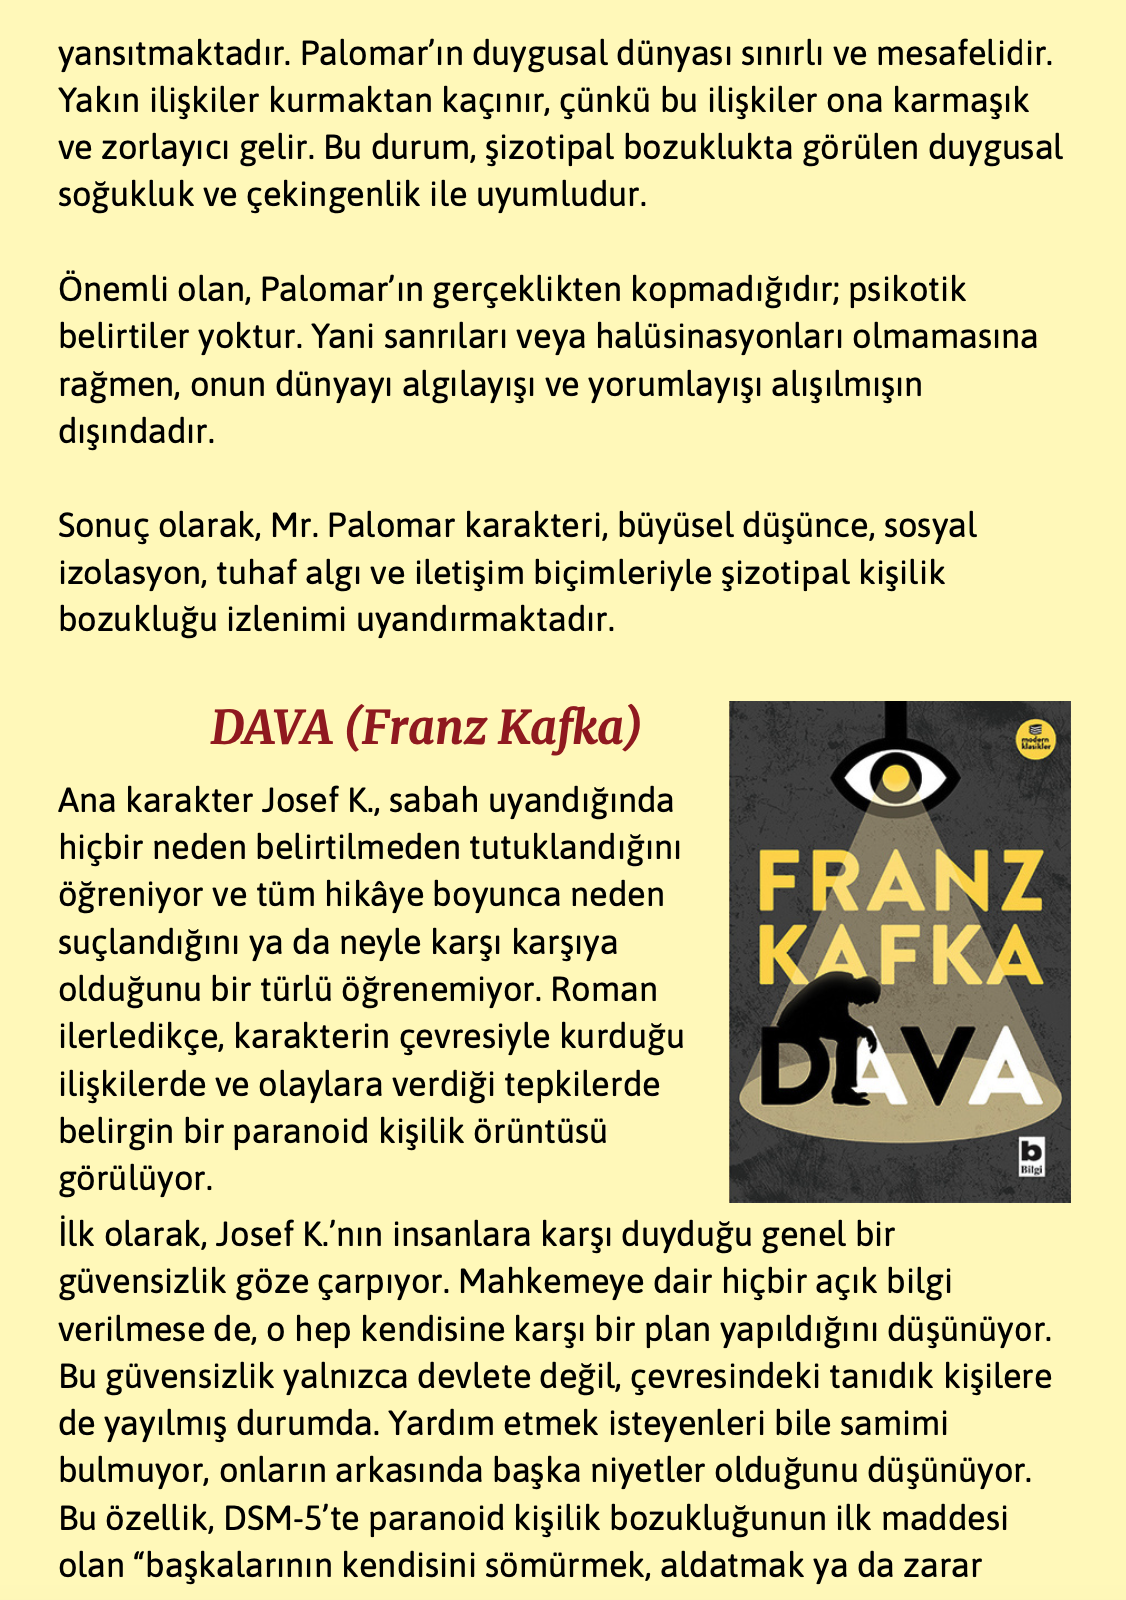 yansıtmaktadır. Palomar’ın duygusal dünyası sınırlı ve mesafelidir.
Yakın ilişkiler kurmaktan kaçınır, çünkü bu ilişkiler ona karmaşık
ve zorlayıcı gelir. Bu durum, şizotipal bozuklukta görülen duygusal
soğukluk ve çekingenlik ile uyumludur.
Önemli olan, Palomar’ın gerçeklikten kopmadığıdır; psikotik
belirtiler yoktur. Yani sanrıları veya halüsinasyonları olmamasına
rağmen, onun dünyayı algılayışı ve yorumlayışı alışılmışın
dışındadır.
Sonuç olarak, Mr. Palomar karakteri, büyüsel düşünce, sosyal
izolasyon, tuhaf algı ve iletişim biçimleriyle şizotipal kişilik
bozukluğu izlenimi uyandırmaktadır.
DAVA (Franz Kafka)
Ana karakter Josef K., sabah uyandığında
hiçbir neden belirtilmeden tutuklandığını
öğreniyor ve tüm hikâye boyunca neden
suçlandığını ya da neyle karşı karşıya
olduğunu bir türlü öğrenemiyor. Roman
ilerledikçe, karakterin çevresiyle kurduğu
ilişkilerde ve olaylara verdiği tepkilerde
belirgin bir paranoid kişilik örüntüsü
görülüyor.
modern
klasikler
FRANZ
KAFKA
DAVA
b
Bilgi
İlk olarak, Josef K.’nın insanlara karşı duyduğu genel bir
güvensizlik göze çarpıyor. Mahkemeye dair hiçbir açık bilgi
verilmese de, o hep kendisine karşı bir plan yapıldığını düşünüyor.
Bu güvensizlik yalnızca devlete değil, çevresindeki tanıdık kişilere
de yayılmış durumda. Yardım etmek isteyenleri bile samimi
bulmuyor, onların arkasında başka niyetler olduğunu düşünüyor.
Bu özellik, DSM-5’te paranoid kişilik bozukluğunun ilk maddesi
olan “başkalarının kendisini sömürmek, aldatmak ya da zarar